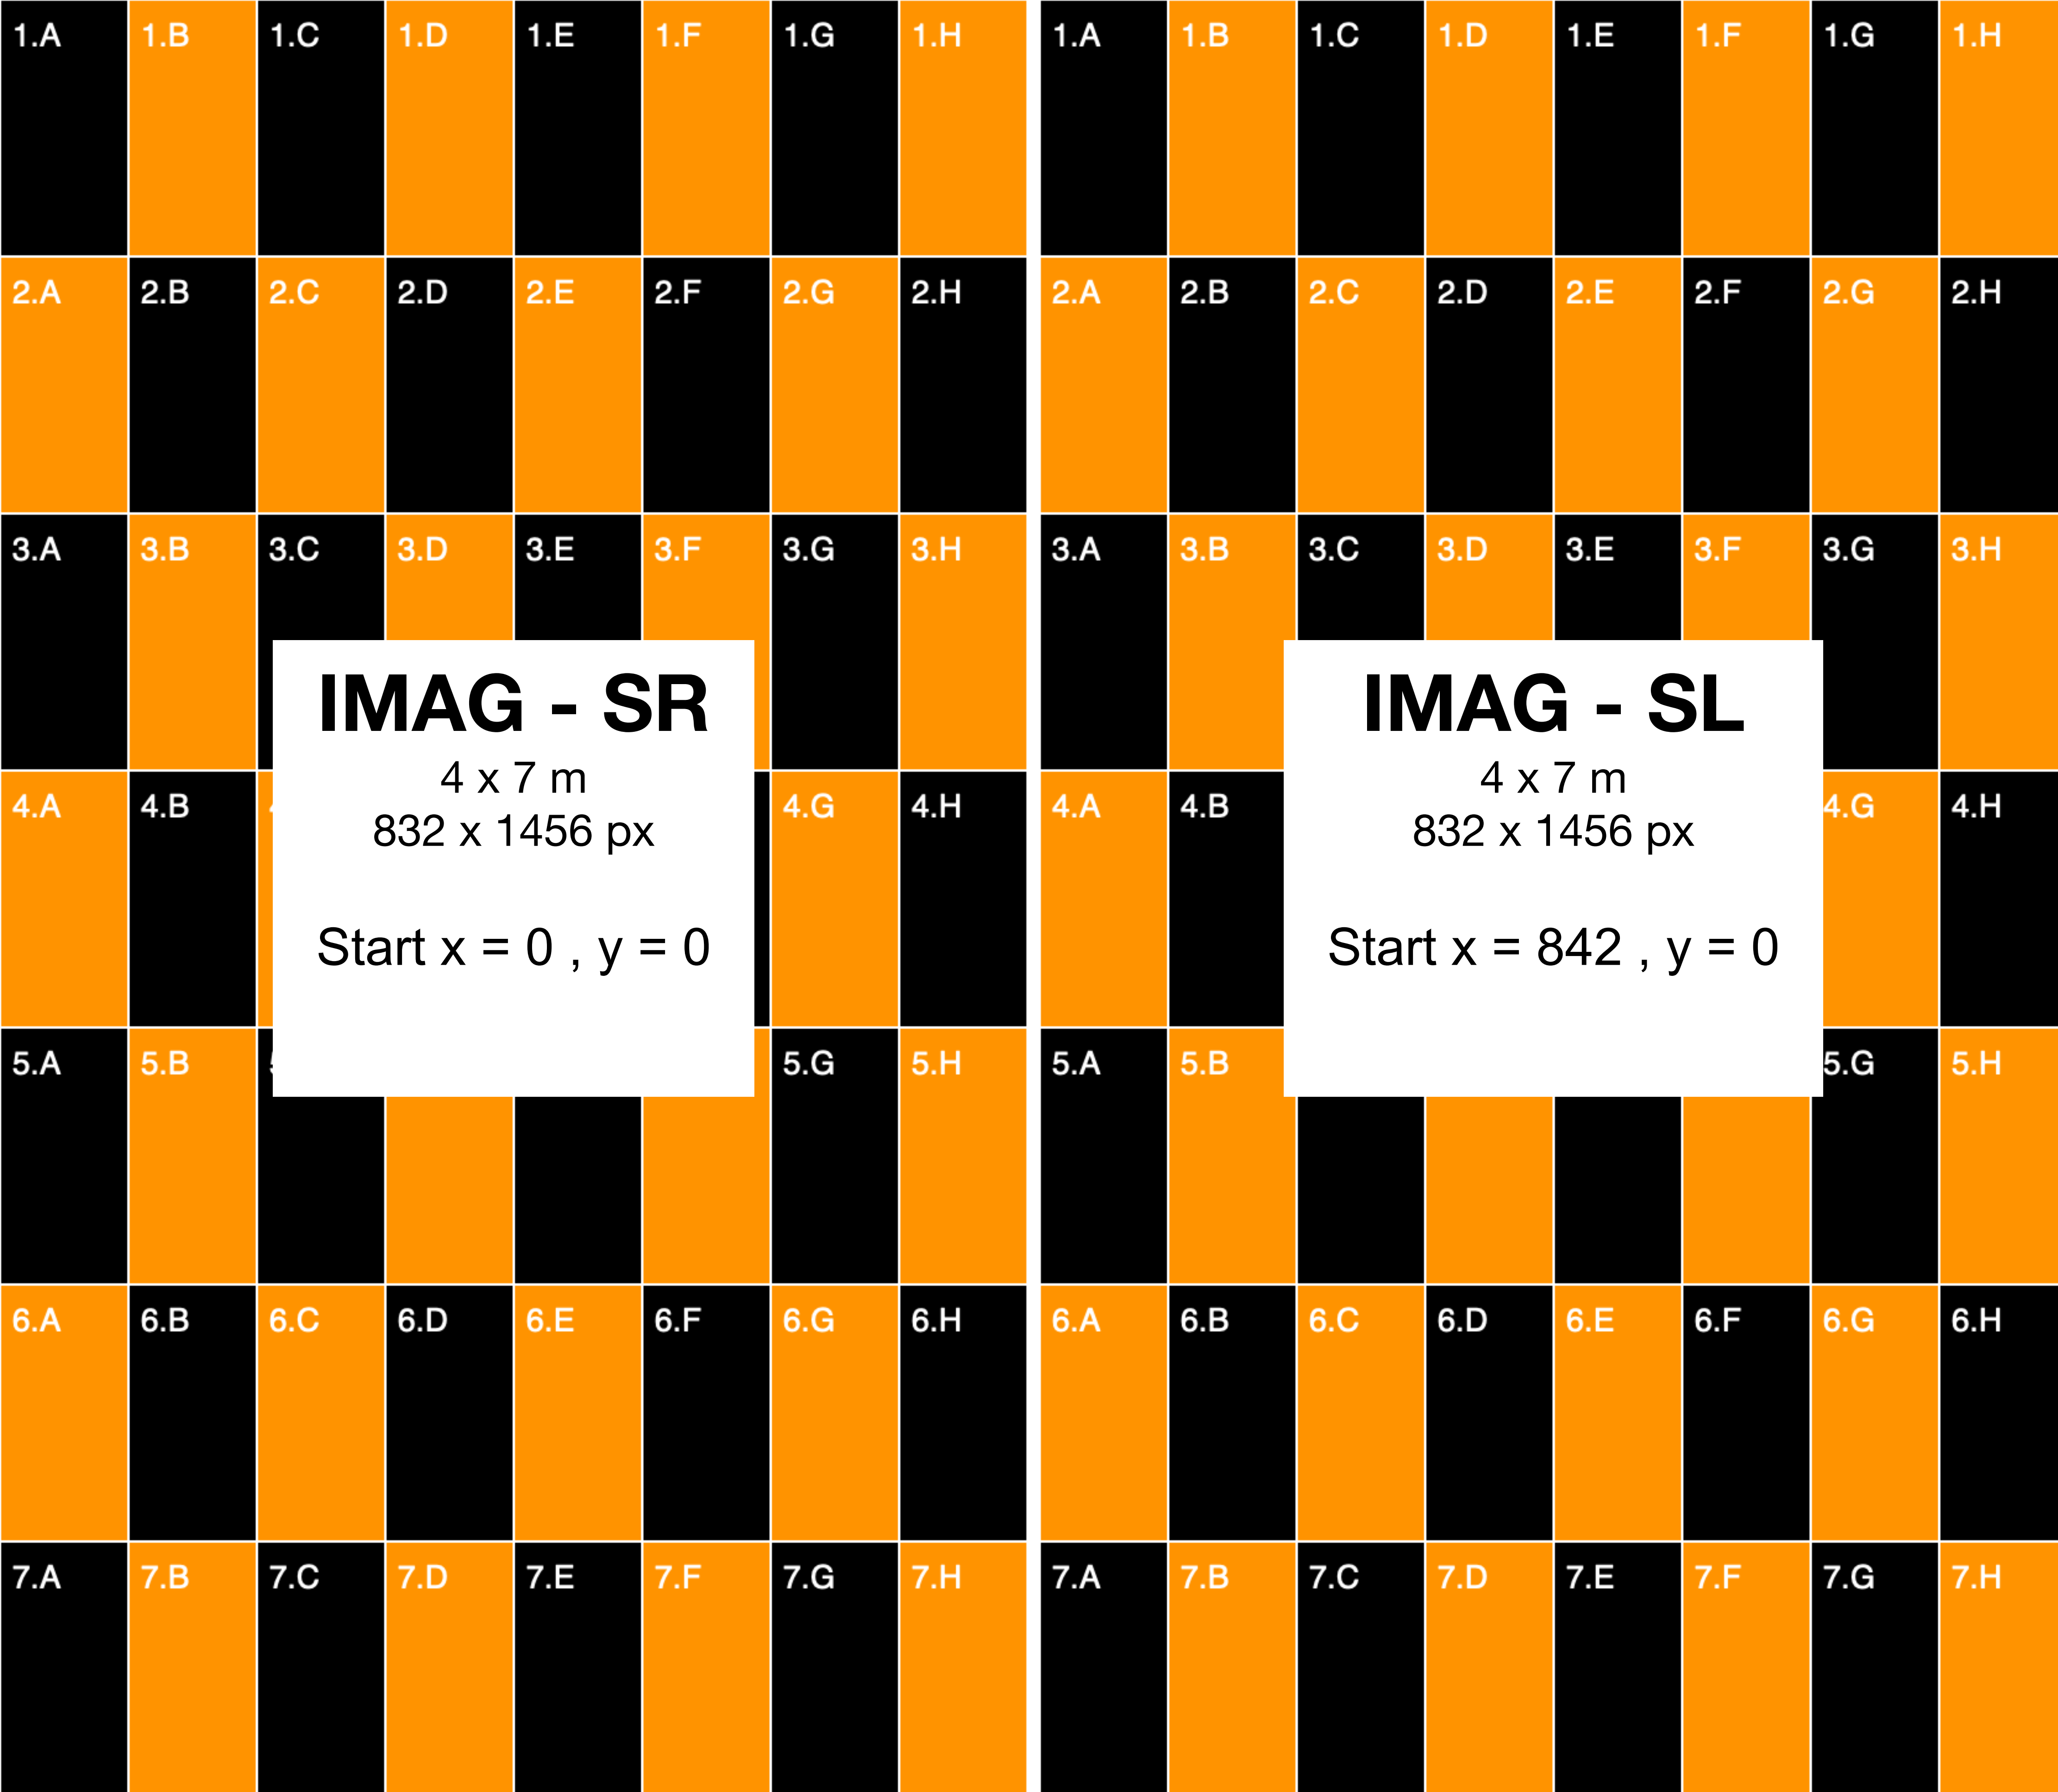 1.A 1.B 1.C 1.D 1.E 1.F 1.G 1.H 1.A 1.B 1.C 1.D 1.E 1.F 1.G 1.H
2.A 2.B 2.C 2.D 2.E 2.F 2.G 2.H 2.A 2.B 2.C 2.D 2.E 2.F 2.G 2.H
3.A 3.B 3.C 3.D 3.E 3.F 3.G 3.H 3.A 3.B 3.C 3.D 3.E 3.F 3.G 3.H
IMAG - SR
4 x 7 m
832 x 1456 px
Start x = 0 , y = 0
IMAG - SL
4 x 7 m
832 x 1456 px
Start x = 842 , y = 0
4.A 4.B 4.G 4.H 4.A 4.B 4.G 4.H
5.A 5.B 5.G 5.H 5.A 5.B 5.G 5.H
6.A 6.B 6.C 6.D 6.E 6.F 6.G 6.H 6.A 6.B 6.C 6.D 6.E 6.F 6.G 6.H
7.A 7.B 7.C 7.D 7.E 7.F 7.G 7.H 7.A 7.B 7.C 7.D 7.E 7.F 7.G 7.H